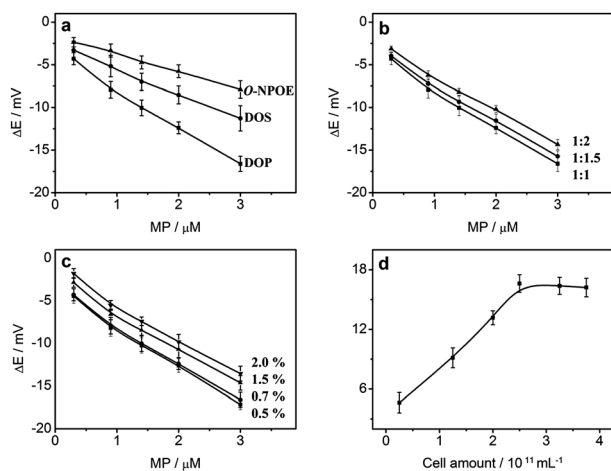 a
0
-5
-10
-15
-20
ΔE / mV
O-NPOE
DOS
DOP
0 1 2 3
MP / μM
b
0
-5
-10
-15
-20
ΔE / mV
1:2
1:1.5
1:1
0 1 2 3
MP / μM
c
0
-5
-10
-15
-20
ΔE / mV
2.0 %
1.5 %
0.7 %
0.5 %
0 1 2 3
MP / μM
d
18
12
6
ΔE / mV
0 1 2 3 4
Cell amount / 10¹¹ mL⁻¹